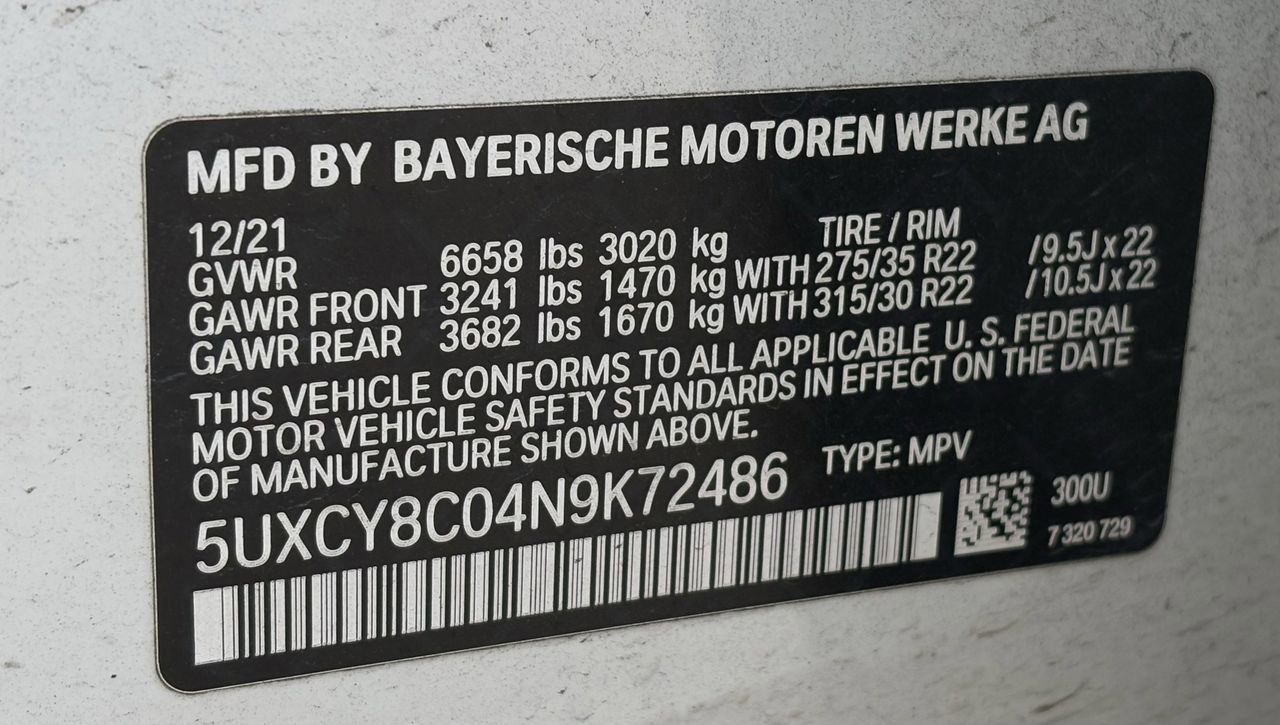 MFD BY BAYERISCHE MOTOREN WERKE AG
12/21 TIRE / RIM
GVWR 6658 lbs 3020 kg
GAWR FRONT 3241 lbs 1470 kg WITH 275/35 R22 /9.5J x 22
GAWR REAR 3682 lbs 1670 kg WITH 315/30 R22 /10.5J x 22
THIS VEHICLE CONFORMS TO ALL APPLICABLE U. S. FEDERAL
MOTOR VEHICLE SAFETY STANDARDS IN EFFECT ON THE DATE
OF MANUFACTURE SHOWN ABOVE.
5UXCY8C04N9K72486 TYPE: MPV
300U
7 320 729